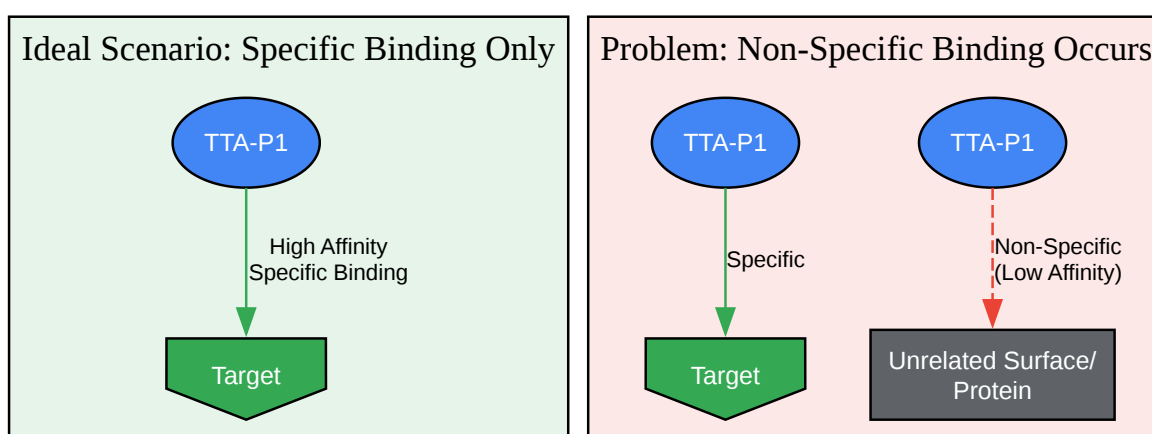 Ideal Scenario: Specific Binding Only
TTA-P1
High Affinity
Specific Binding
Target
Problem: Non-Specific Binding Occurs
TTA-P1
TTA-P1
Specific
Non-Specific
(Low Affinity)
Target
Unrelated Surface/
Protein